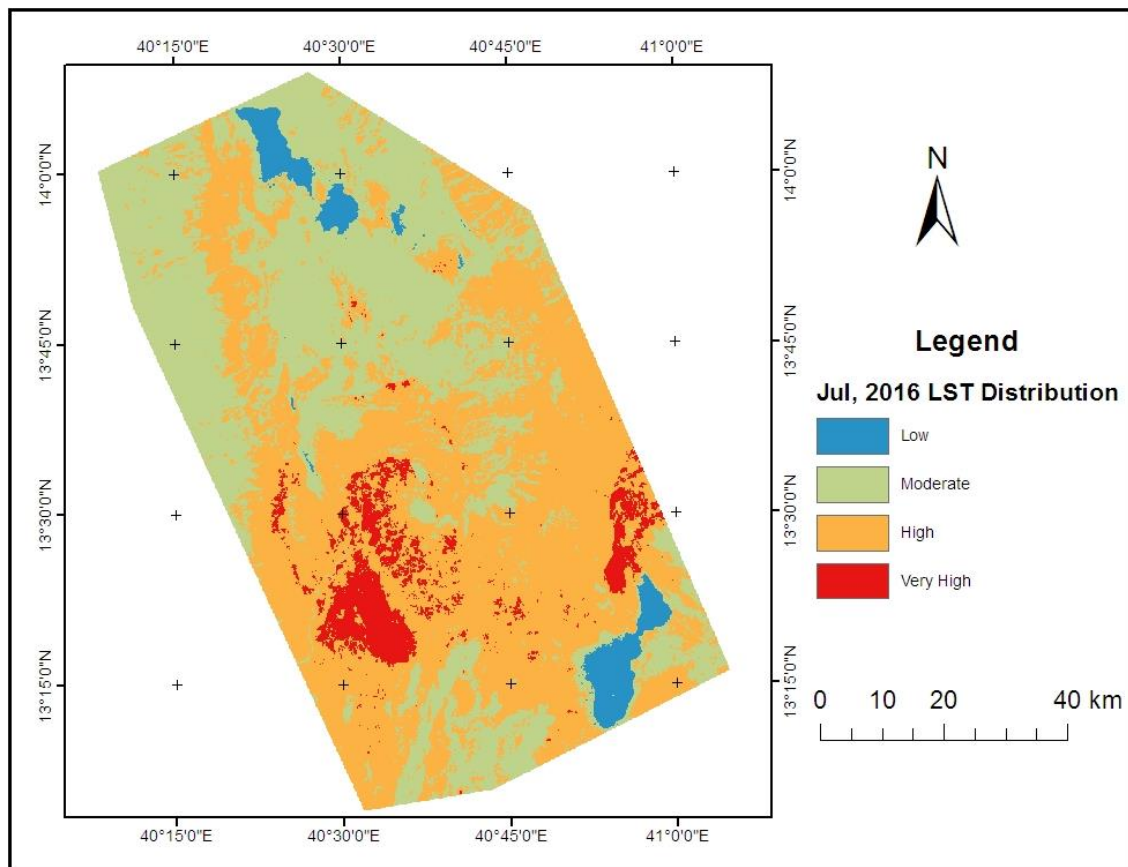 40°15'0"E 40°30'0"E 40°45'0"E 41°0'0"E
14°0'0"N
13°45'0"N
13°30'0"N
13°15'0"N
14°0'0"N
13°45'0"N
13°30'0"N
13°15'0"N
40°15'0"E 40°30'0"E 40°45'0"E 41°0'0"E
N
Legend
Jul, 2016 LST Distribution
Low
Moderate
High
Very High
0 10 20 40 km